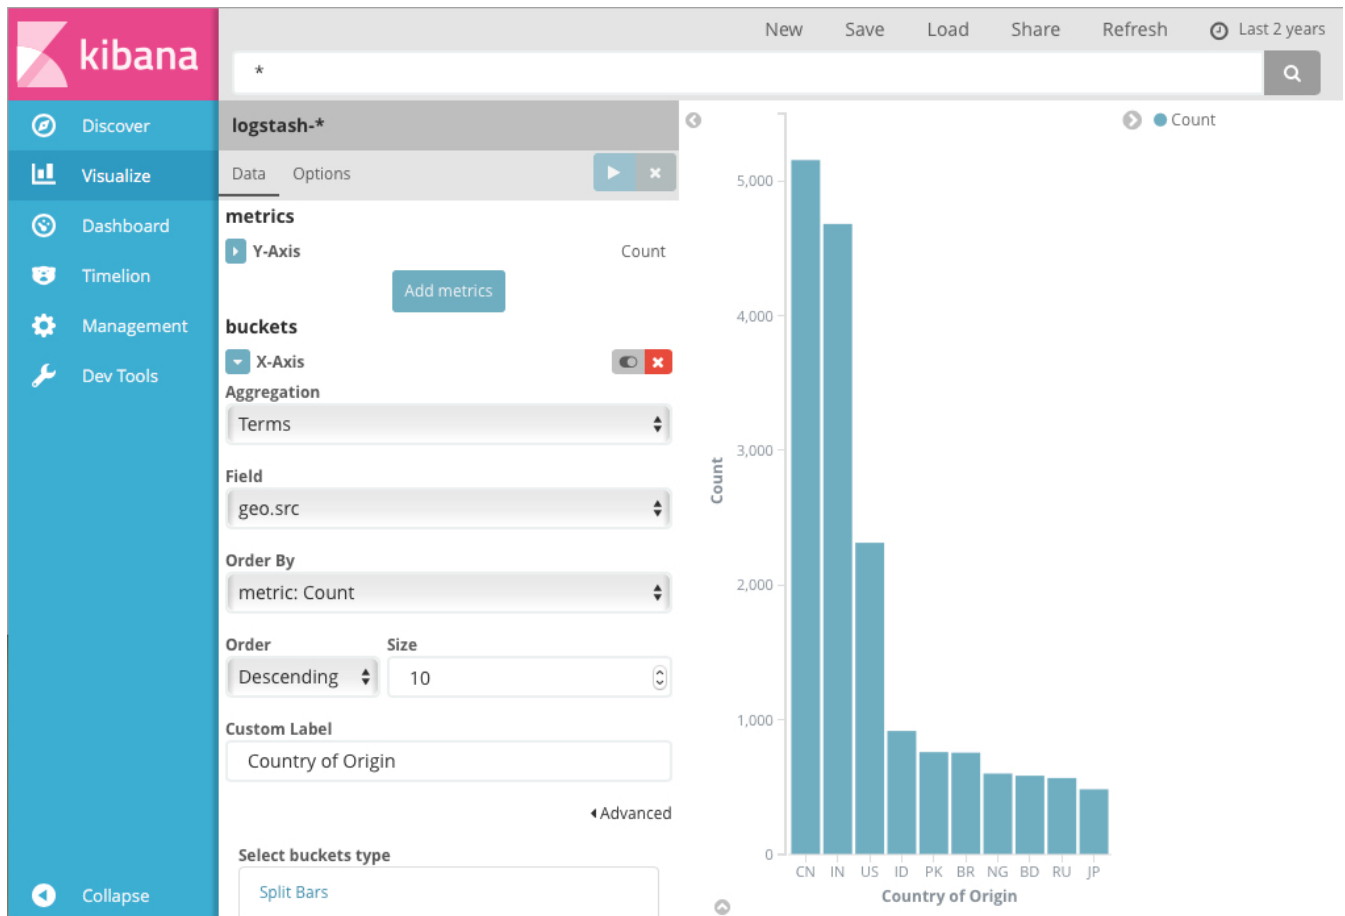 kibana
New Save Load Share Refresh Last 2 years
*
Discover
Visualize
Dashboard
Timelion
Management
Dev Tools
Collapse
logstash-*
Data Options
metrics
Y-Axis Count
Add metrics
buckets
X-Axis
Aggregation
Terms
Field
geo.src
Order By
metric: Count
Order Size
Descending 10
Custom Label
Country of Origin
Advanced
Select buckets type
Split Bars
Count
5,000
4,000
3,000
2,000
1,000
0
Count
CN IN US ID PK BR NG BD RU JP
Country of Origin